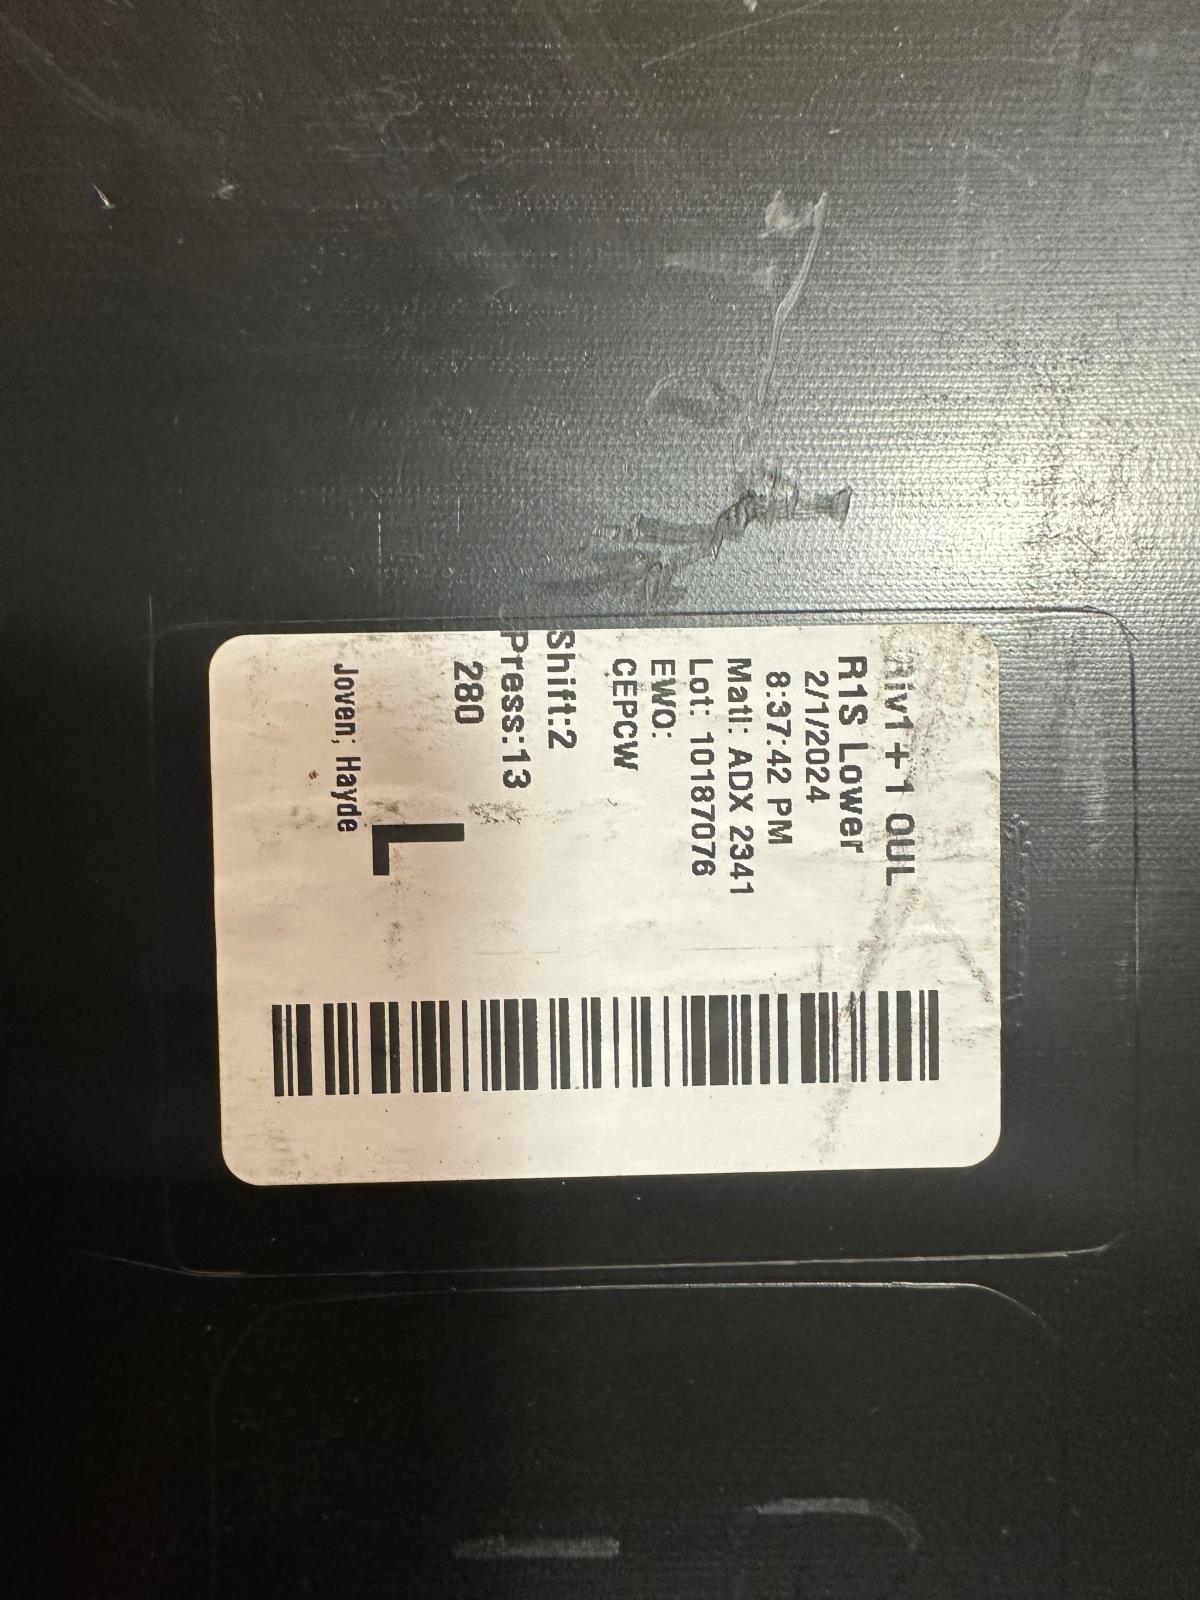 Riv1 + 1 OUL
R1S Lower
2/1/2024
8:37:42 PM
Matl: ADX 2341
Lot: 10187076
EWO:
CEPCW
Shift:2
Press:13
280
L
Joven; Hayde